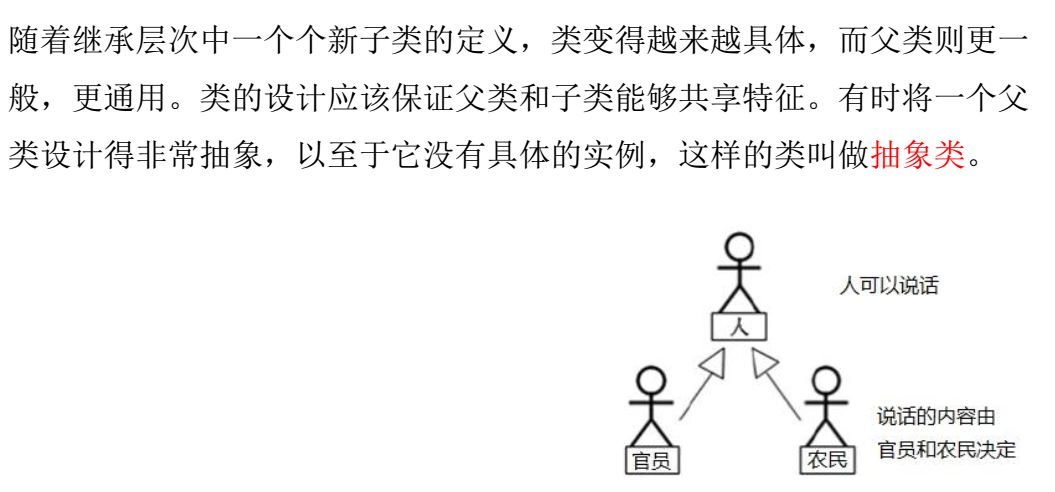 随着继承层次中一个个新子类的定义，类变得越来越具体，而父类则更一
般，更通用。类的设计应该保证父类和子类能够共享特征。有时将一个父
类设计得非常抽象，以至于它没有具体的实例，这样的类叫做抽象类。
人可以说话
人
说话的内容由
官员和农民决定
官员
农民